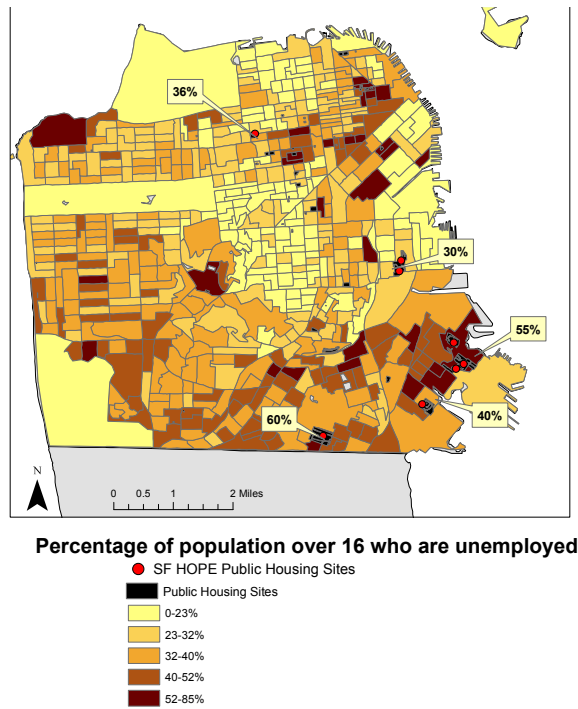 36%
30%
55%
40%
60%
N
0 0.5 1 2 Miles
Percentage of population over 16 who are unemployed
SF HOPE Public Housing Sites
Public Housing Sites
0-23%
23-32%
32-40%
40-52%
52-85%